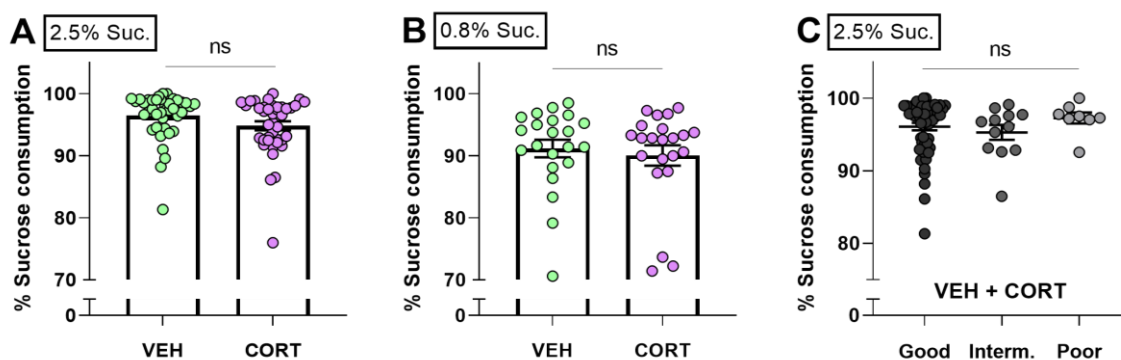 A
2.5% Suc.
ns
% Sucrose consumption
100
90
80
70
0
VEH
CORT
B
0.8% Suc.
ns
% Sucrose consumption
100
90
80
70
0
VEH
CORT
C
2.5% Suc.
ns
% Sucrose consumption
100
90
80
0
VEH + CORT
Good
Interm.
Poor